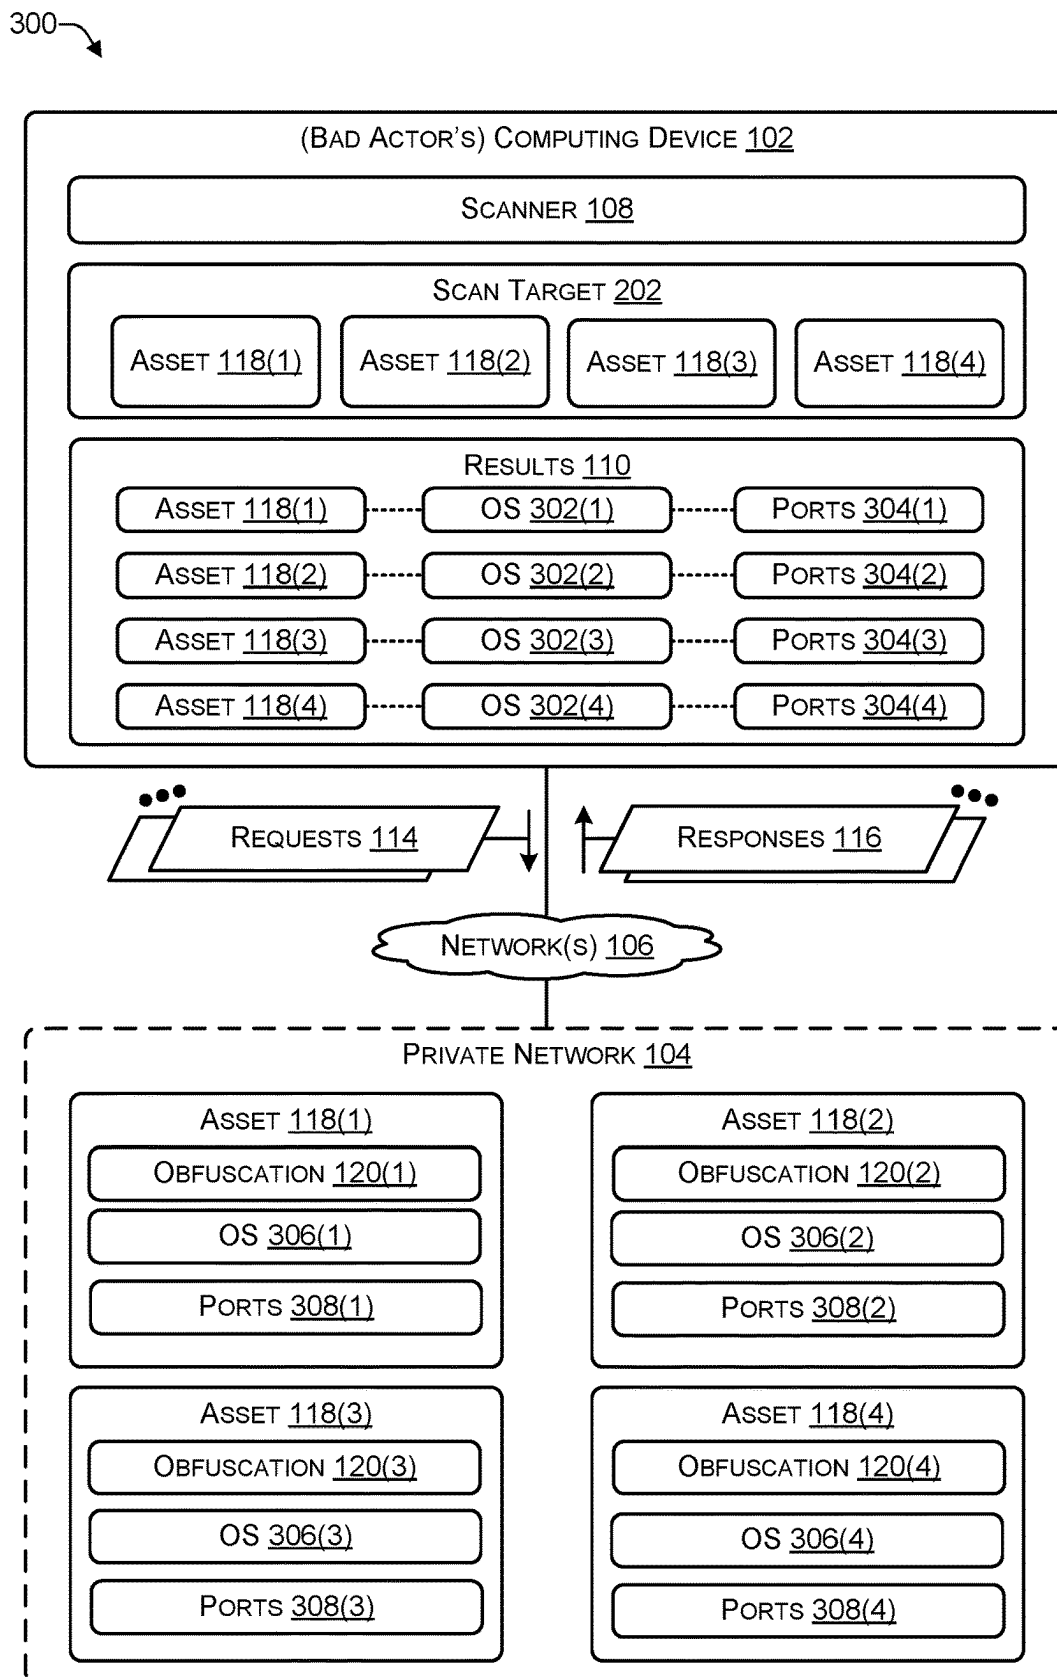 300
(BAD ACTOR'S) COMPUTING DEVICE 102
SCANNER 108
SCAN TARGET 202
ASSET 118(1) ASSET 118(2) ASSET 118(3) ASSET 118(4)
RESULTS 110
ASSET 118(1) OS 302(1) PORTS 304(1)
ASSET 118(2) OS 302(2) PORTS 304(2)
ASSET 118(3) OS 302(3) PORTS 304(3)
ASSET 118(4) OS 302(4) PORTS 304(4)
REQUESTS 114 RESPONSES 116
NETWORK(S) 106
PRIVATE NETWORK 104
ASSET 118(1)
OBFUSCATION 120(1)
OS 306(1)
PORTS 308(1)
ASSET 118(2)
OBFUSCATION 120(2)
OS 306(2)
PORTS 308(2)
ASSET 118(3)
OBFUSCATION 120(3)
OS 306(3)
PORTS 308(3)
ASSET 118(4)
OBFUSCATION 120(4)
OS 306(4)
PORTS 308(4)